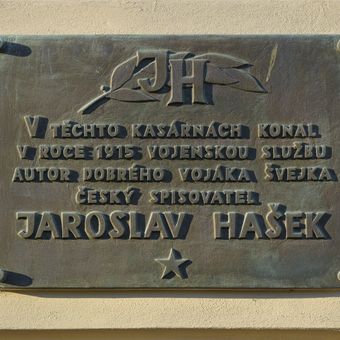 JH
V TĚCHTO KASÁRNÁCH KONAL
V ROCE 1915 VOJENSKOU SLUŽBU
AUTOR DOBRÉHO VOJÁKA ŠVEJKA
ČESKÝ SPISOVATEL
JAROSLAV HAŠEK